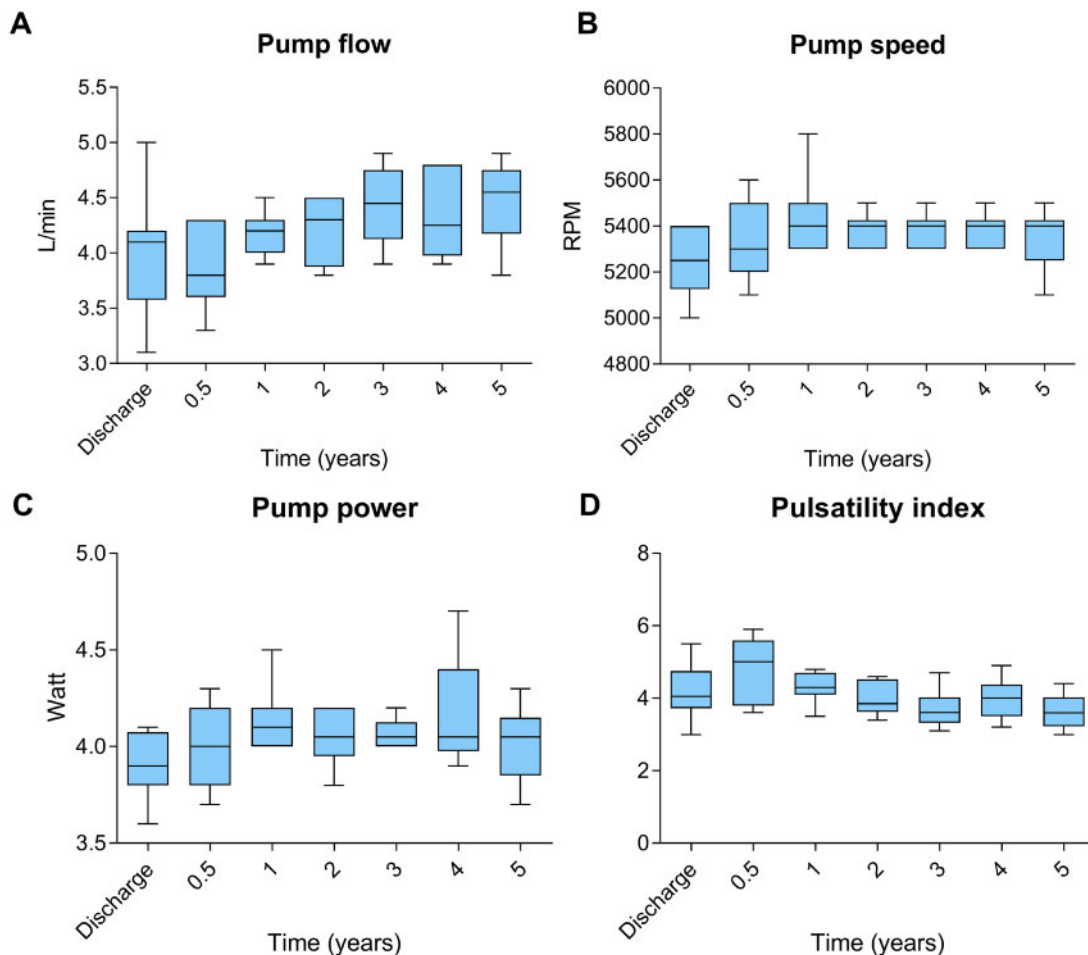 A
Pump flow
L/min
5.5
5.0
4.5
4.0
3.5
3.0
Discharge
0.5
1
2
3
4
5
Time (years)
B
Pump speed
RPM
6000
5800
5600
5400
5200
5000
4800
Discharge
0.5
1
2
3
4
5
Time (years)
C
Pump power
Watt
5.0
4.5
4.0
3.5
Discharge
0.5
1
2
3
4
5
Time (years)
D
Pulsatility index
8
6
4
2
0
Discharge
0.5
1
2
3
4
5
Time (years)